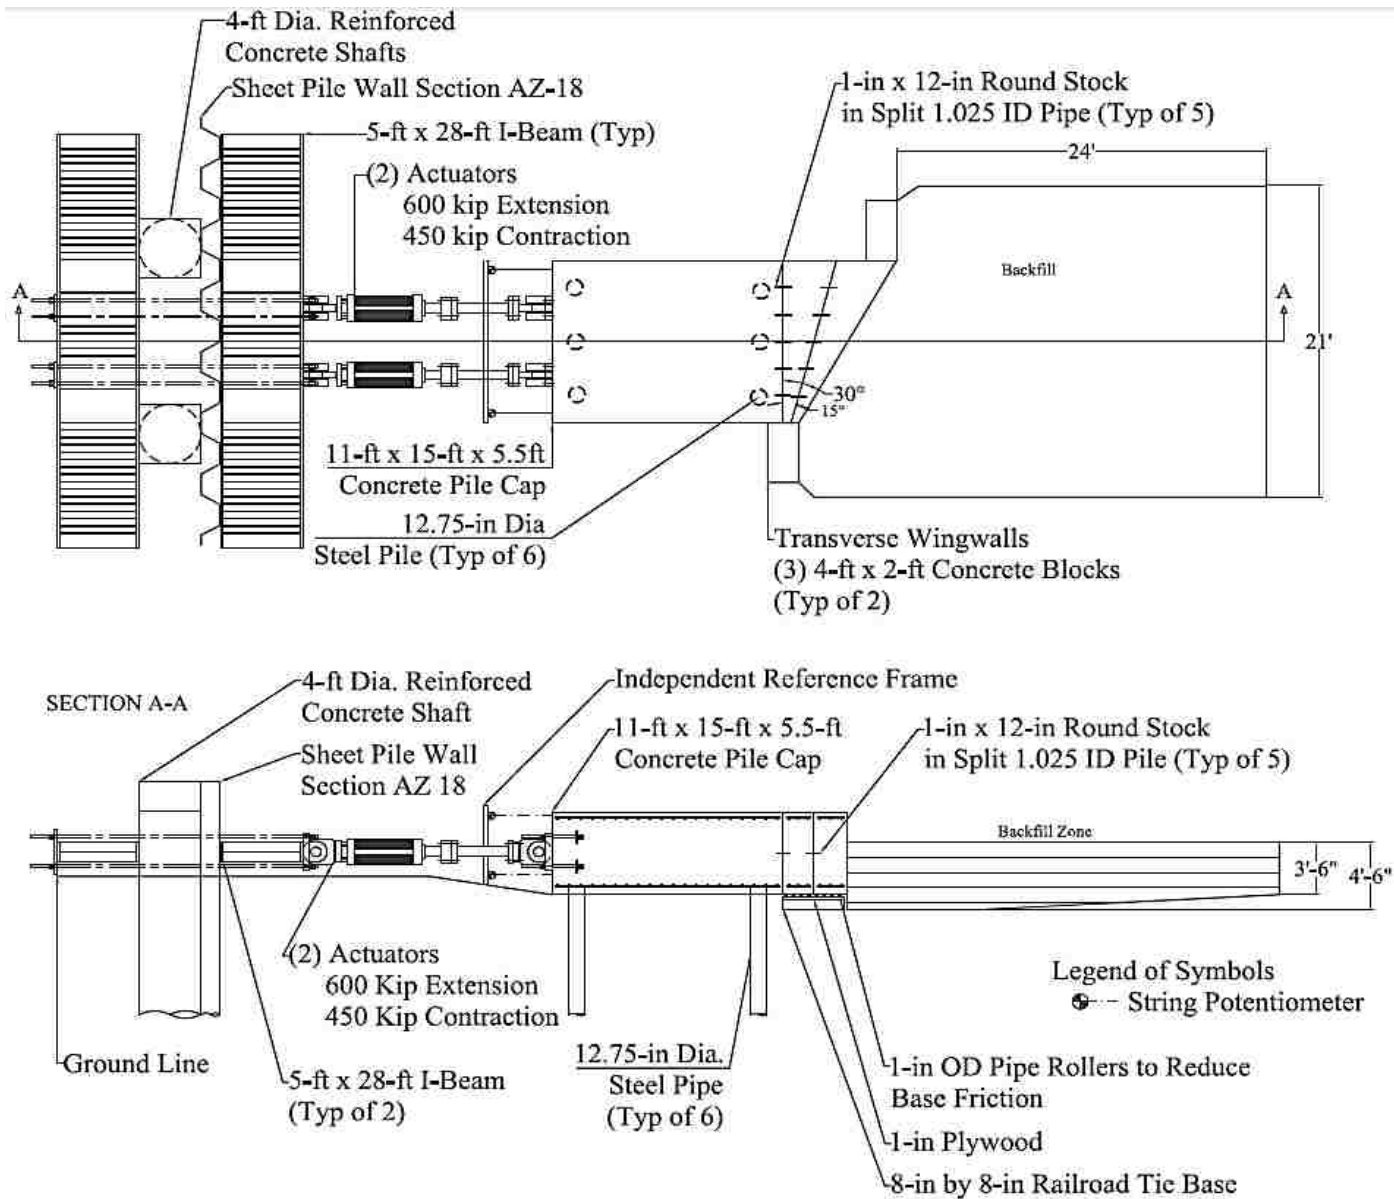 4-ft Dia. Reinforced
Concrete Shafts
Sheet Pile Wall Section AZ-18
5-ft x 28-ft I-Beam (Typ)
(2) Actuators
600 kip Extension
450 kip Contraction
1-in x 12-in Round Stock
in Split 1.025 ID Pipe (Typ of 5)
24'
Backfill
A
A
21'
30°
15°
11-ft x 15-ft x 5.5ft
Concrete Pile Cap
12.75-in Dia
Steel Pile (Typ of 6)
Transverse Wingwalls
(3) 4-ft x 2-ft Concrete Blocks
(Typ of 2)
SECTION A-A
4-ft Dia. Reinforced
Concrete Shaft
Sheet Pile Wall
Section AZ 18
Independent Reference Frame
11-ft x 15-ft x 5.5-ft
Concrete Pile Cap
1-in x 12-in Round Stock
in Split 1.025 ID Pile (Typ of 5)
Backfill Zone
3'-6"
4'-6"
(2) Actuators
600 Kip Extension
450 Kip Contraction
Legend of Symbols
String Potentiometer
Ground Line
5-ft x 28-ft I-Beam
(Typ of 2)
12.75-in Dia.
Steel Pipe
(Typ of 6)
1-in OD Pipe Rollers to Reduce
Base Friction
1-in Plywood
8-in by 8-in Railroad Tie Base